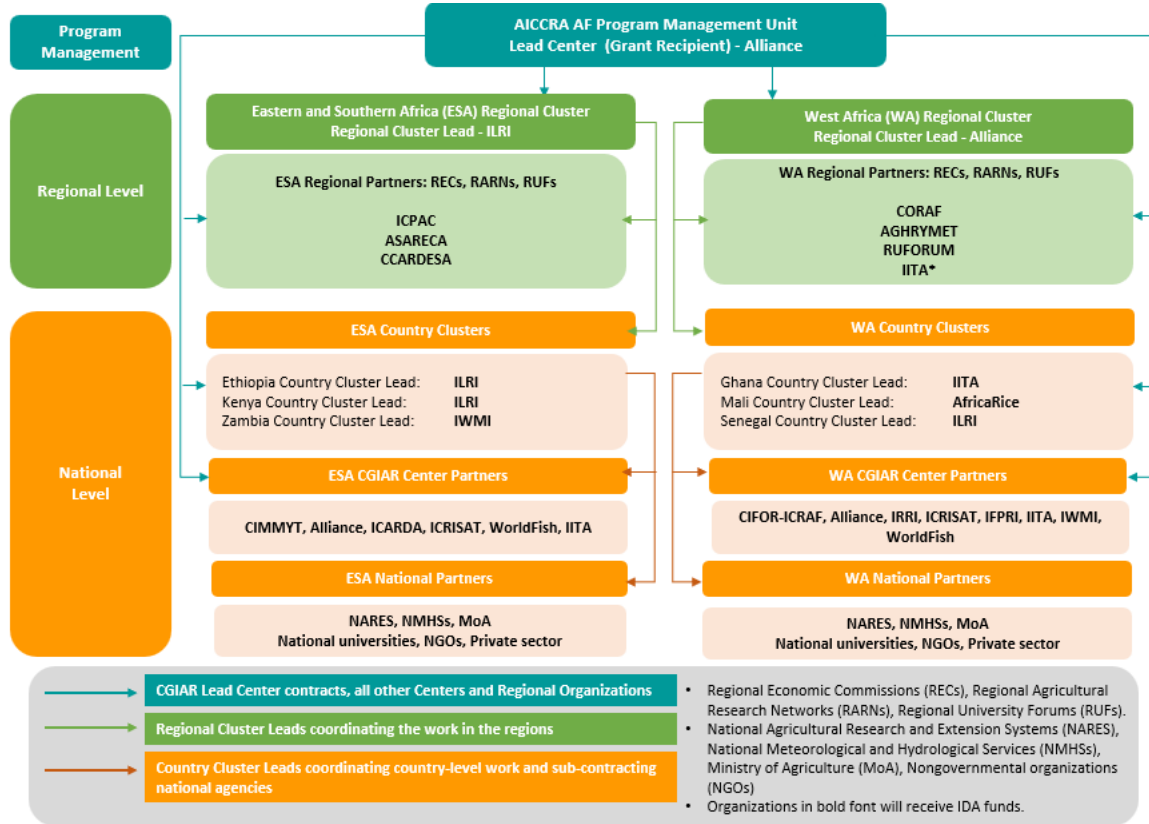 Program
Management
AICCRA AF Program Management Unit
Lead Center (Grant Recipient) - Alliance
Regional Level
Eastern and Southern Africa (ESA) Regional Cluster
Regional Cluster Lead - ILRI
ESA Regional Partners: RECs, RARNs, RUFs
ICPAC
ASARECA
CCARDESA
West Africa (WA) Regional Cluster
Regional Cluster Lead - Alliance
WA Regional Partners: RECs, RARNs, RUFs
CORAF
AGHRYMET
RUFORUM
IITA*
National
Level
ESA Country Clusters
Ethiopia Country Cluster Lead: ILRI
Kenya Country Cluster Lead: ILRI
Zambia Country Cluster Lead: IWMI
ESA CGIAR Center Partners
CIMMYT, Alliance, ICARDA, ICRISAT, WorldFish, IITA
ESA National Partners
NARES, NMHSs, MoA
National universities, NGOs, Private sector
WA Country Clusters
Ghana Country Cluster Lead: IITA
Mali Country Cluster Lead: AfricaRice
Senegal Country Cluster Lead: ILRI
WA CGIAR Center Partners
CIFOR-ICRAF, Alliance, IRRI, ICRISAT, IFPRI, IITA, IWMI,
WorldFish
WA National Partners
NARES, NMHSs, MoA
National universities, NGOs, Private sector
CGIAR Lead Center contracts, all other Centers and Regional Organizations
Regional Cluster Leads coordinating the work in the regions
Country Cluster Leads coordinating country-level work and sub-contracting
national agencies
• Regional Economic Commissions (RECs), Regional Agricultural
Research Networks (RARNs), Regional University Forums (RUFs).
• National Agricultural Research and Extension Systems (NARES),
National Meteorological and Hydrological Services (NMHSs),
Ministry of Agriculture (MoA), Nongovernmental organizations
(NGOs)
• Organizations in bold font will receive IDA funds.